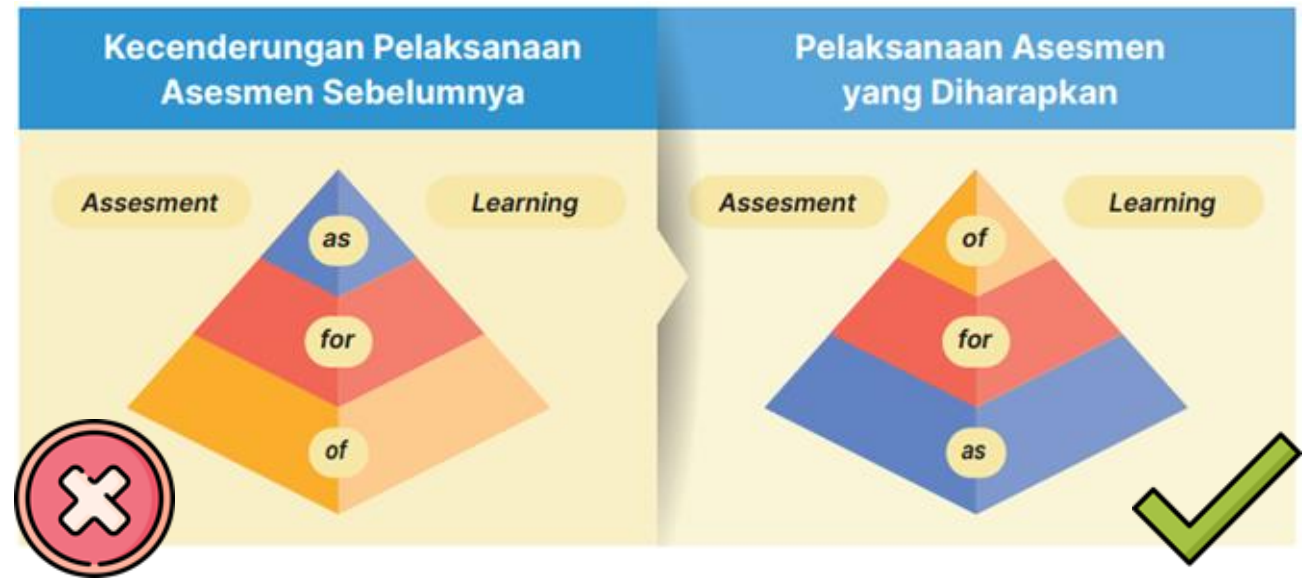 Kecenderungan Pelaksanaan
Asesmen Sebelumnya
Assesment
Learning
as
for
of
Pelaksanaan Asesmen
yang Diharapkan
Assesment
Learning
of
for
as